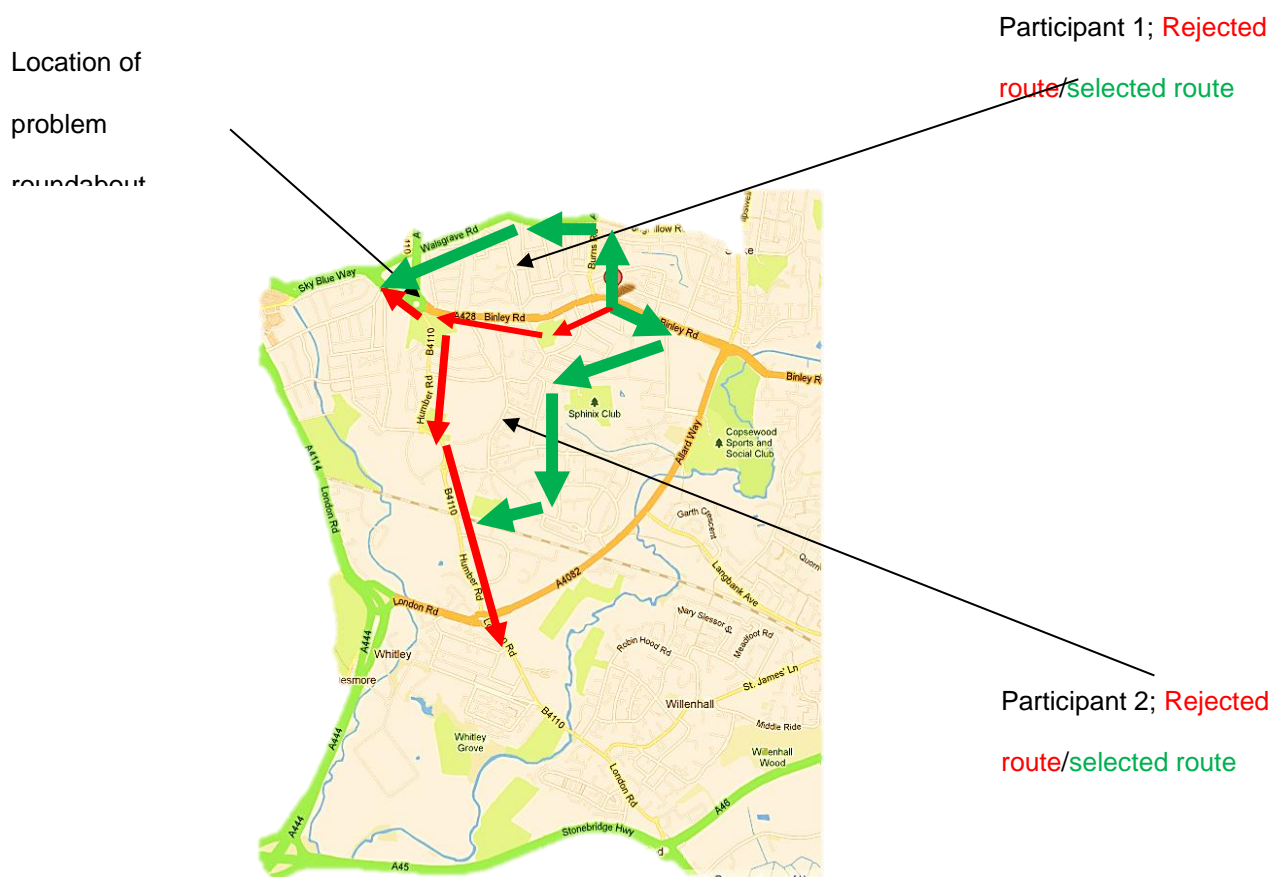 Participant 1; Rejected
route/selected route
Location of
problem
roundabout
Walsgrave Rd
Burns Rd
Sky Blue Way
A428 Binley Rd
Binley Rd
Binley R
B4110
Humber Rd
Sphinx Club
Copsewood
Sports and
Social Club
Allard Way
A4114
London Rd
B4110
Garth Crescent
Quorn
Langbank Ave
Humber Rd
A4082
London Rd
Mary Slessor
Meadfoot Rd
Robin Hood Rd
A444
Whitley
esmore
St. James' Ln
Willenhall
B4110
Middle Ride
Whitley
Grove
Willenhall
Wood
A444
London Rd
A46
A444
Stonebridge Hwy
A45
Participant 2; Rejected
route/selected route